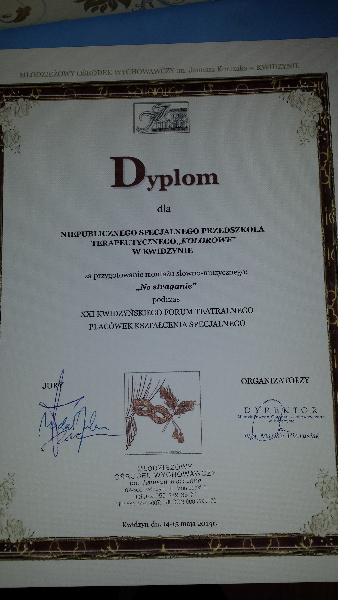 MŁODZIEŻOWY OŚRODEK WYCHOWAWCZY im. Janusza Korczaka w KWIDZYNIE
Dyplom
dla
NIEPUBLICZNEGO SPECJALNEGO PRZEDSZKOLA
TERAPEUTYCZNEGO „KOLOROWE"
W KWIDZYNIE
za przygotowanie montażu słowno-muzycznego
„Na straganie"
podczas
XXI KWIDZYŃSKIEGO FORUM TEATRALNEGO
PLACÓWEK KSZTAŁCENIA SPECJALNEGO
JURY
ORGANIZATORZY
DYREKTOR
MŁODZIEŻOWY
OŚRODEK WYCHOWAWCZY
Kwidzyn dn. 14-15 maja 2014r.